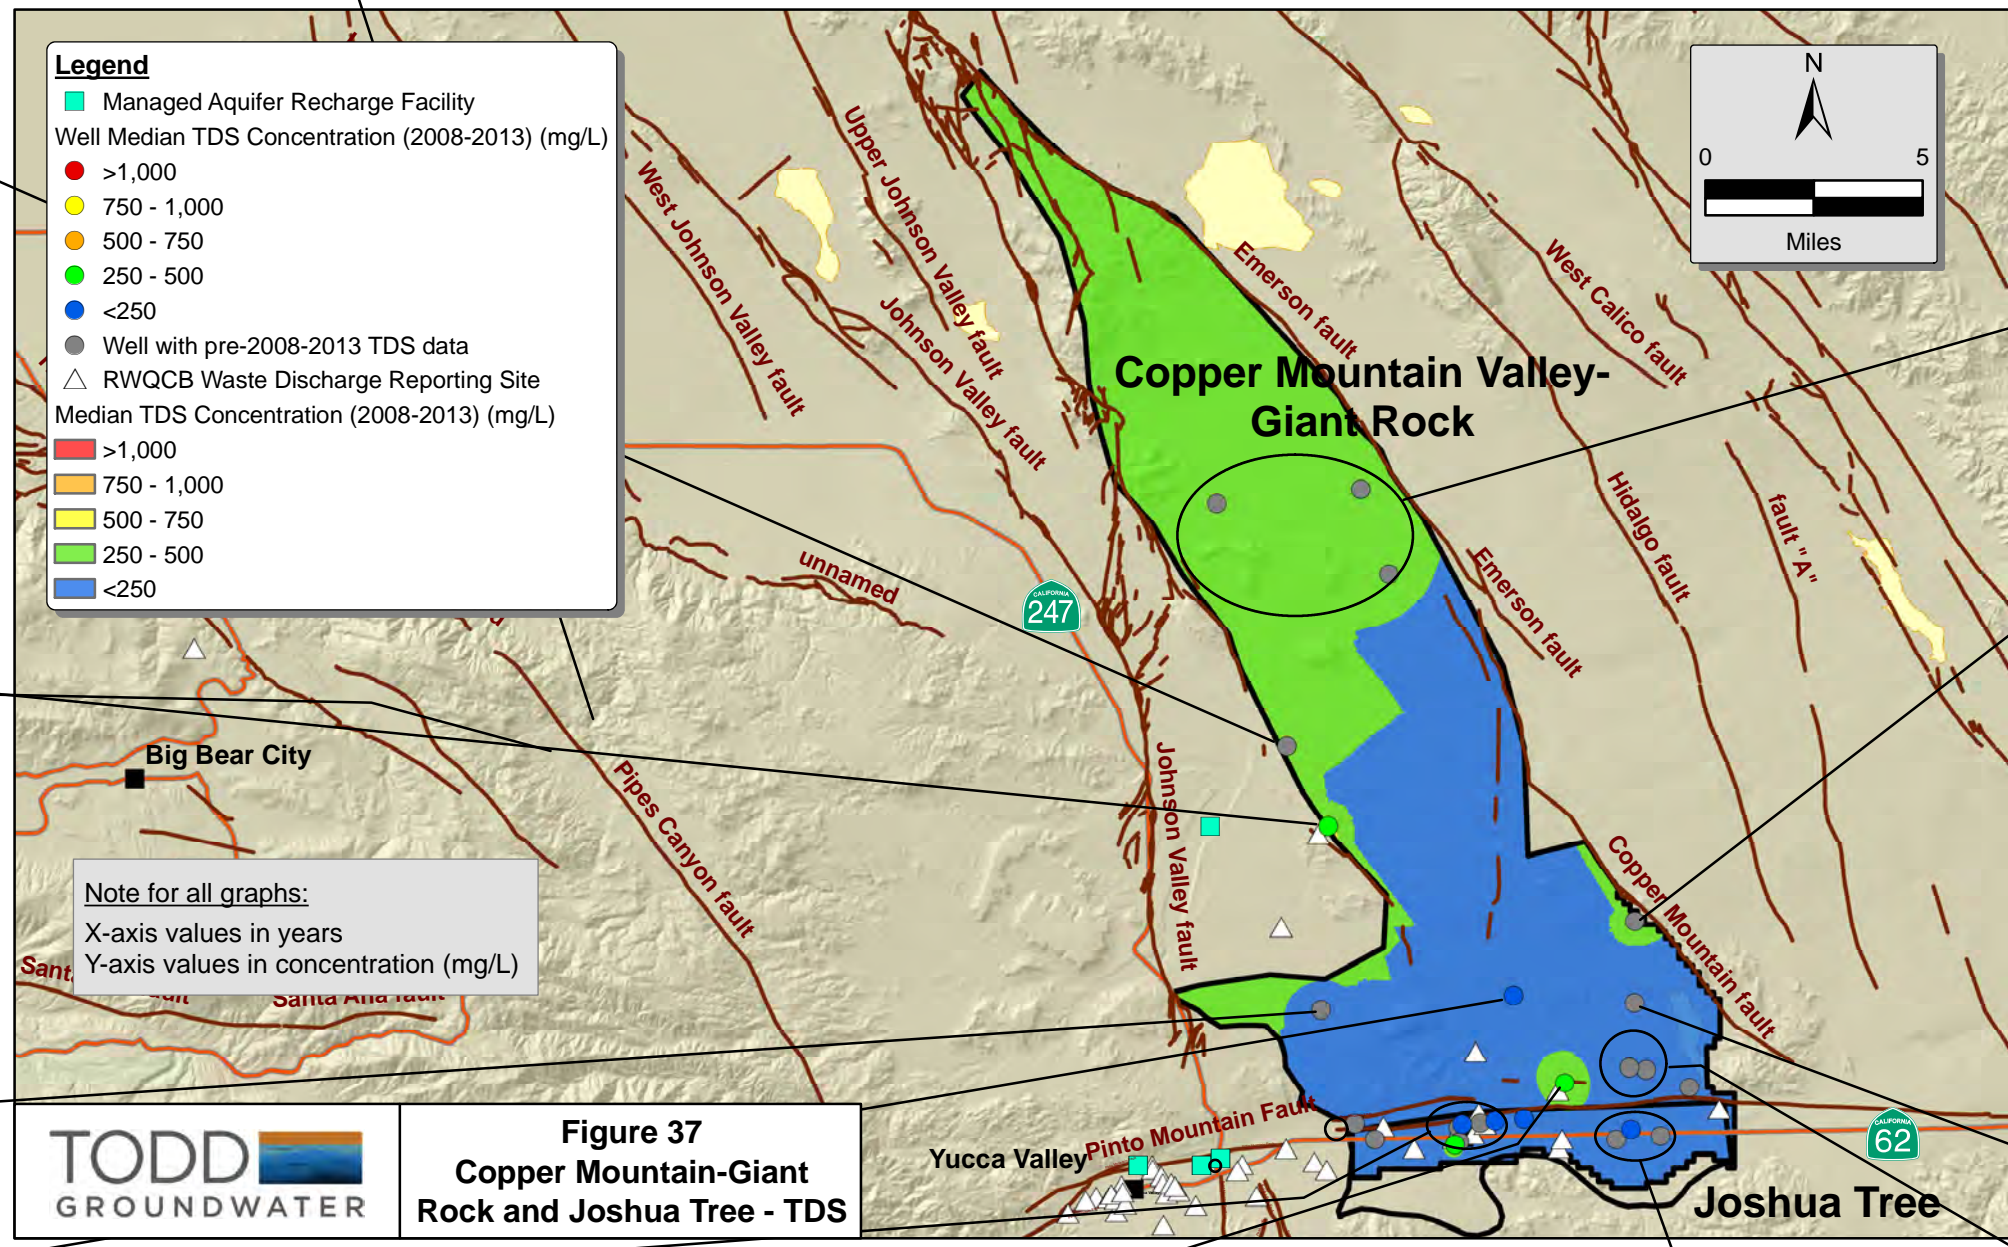 Legend
Managed Aquifer Recharge Facility
Well Median TDS Concentration (2008-2013) (mg/L)
>1,000
750 - 1,000
500 - 750
250 - 500
<250
Well with pre-2008-2013 TDS data
RWQCB Waste Discharge Reporting Site
Median TDS Concentration (2008-2013) (mg/L)
>1,000
750 - 1,000
500 - 750
250 - 500
<250
N
0 5
Miles
Upper Johnson Valley fault
West Johnson Valley fault
Johnson Valley fault
Emerson fault
West Calico fault
Copper Mountain Valley-
Giant Rock
Hidalgo fault
fault "A"
Emerson fault
unnamed
CALIFORNIA
247
Big Bear City
Pipes Canyon fault
Johnson Valley fault
Copper Mountain fault
Note for all graphs:
X-axis values in years
Y-axis values in concentration (mg/L)
Santa Ana fault
Pinto Mountain Fault
Yucca Valley
CALIFORNIA
62
Joshua Tree
TODD
GROUNDWATER
Figure 37
Copper Mountain-Giant
Rock and Joshua Tree - TDS